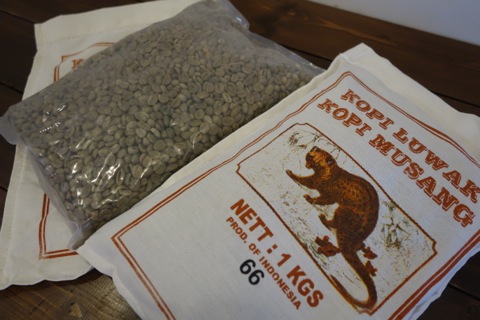 KOPI LUWAK
KOPI MUSANG
NETT : 1 KGS
PROD. OF INDONESIA
66